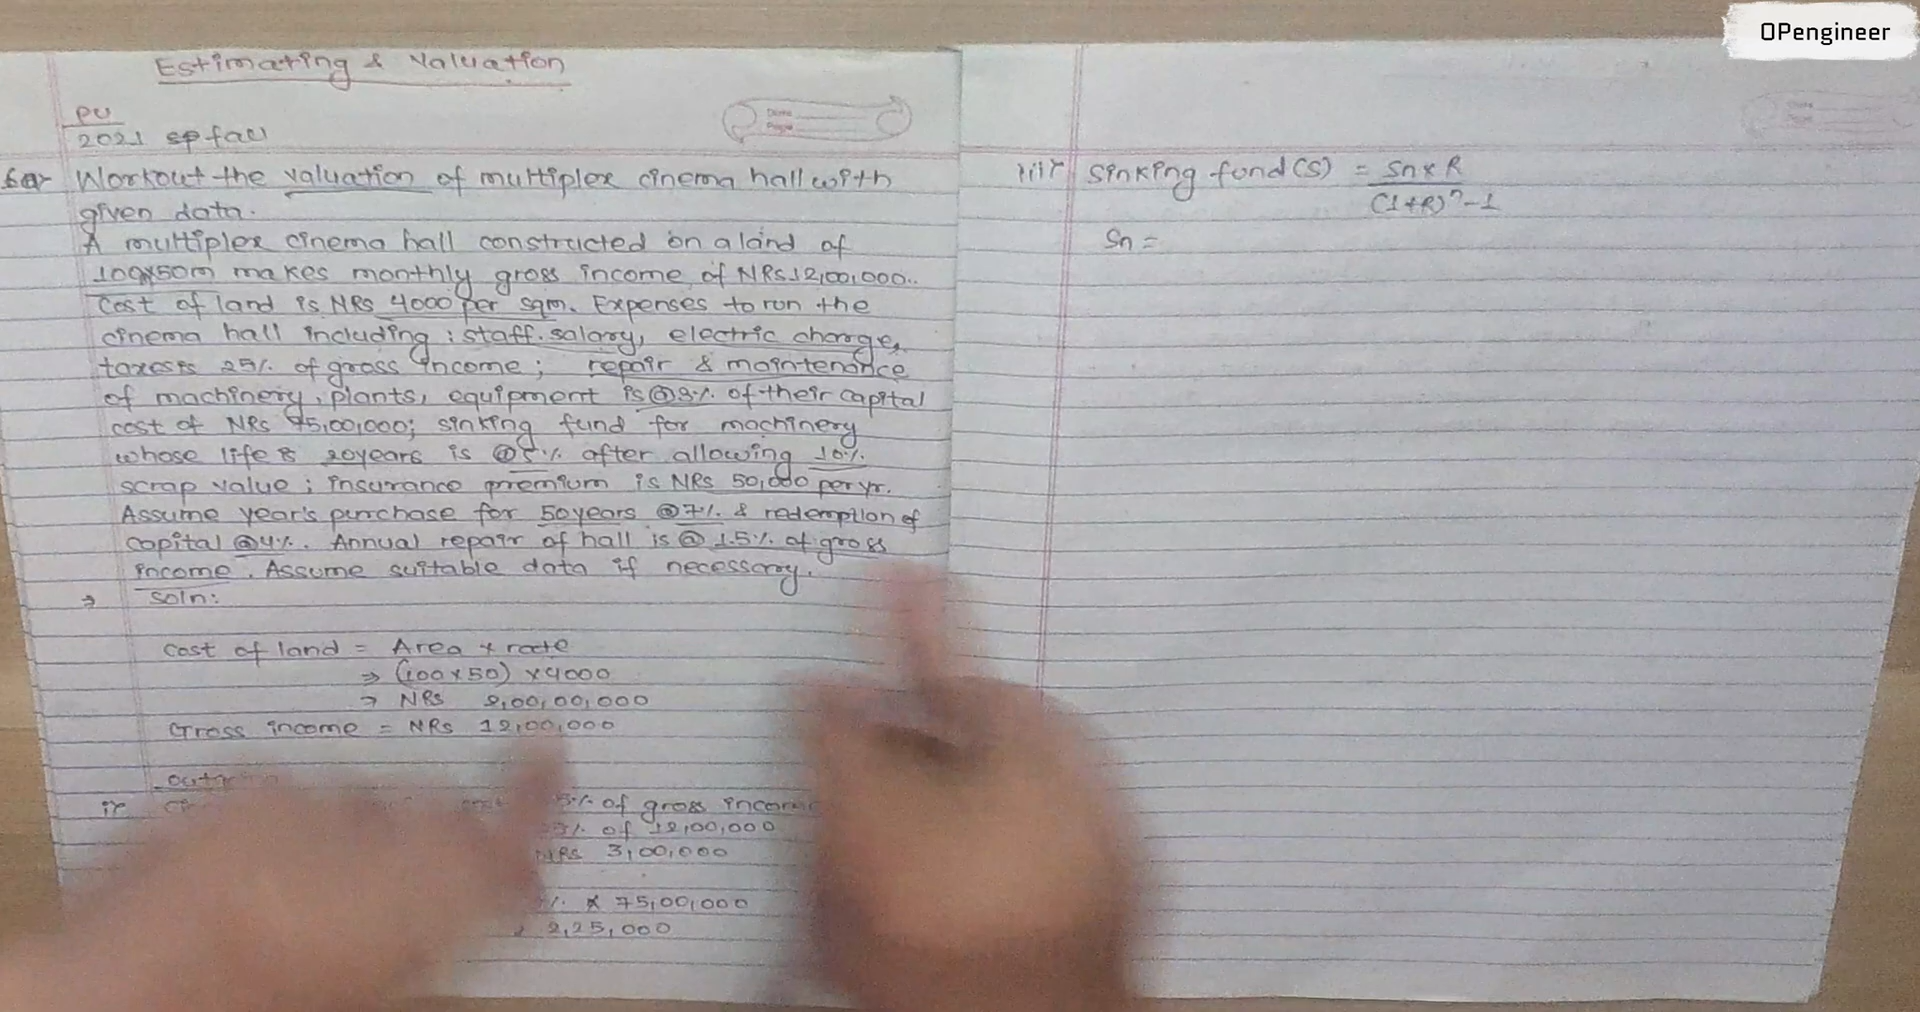 OPengineer
Estimating & Valuation
PU
2021 sp fall
6a) Workout the valuation of multiplex cinema hall with
given data.
A multiplex cinema hall constructed on a land of
100x50m makes monthly gross income of NRs.12,00,000.
Cost of land is NRs 4000 per sqm. Expenses to run the
cinema hall including : staff salary, electric charge,
taxes is 25% of gross income ; repair & maintenance
of machinery, plants, equipment is @3% of their capital
cost of NRs 75,00,000; sinking fund for machinery
whose life is 20years is @5% after allowing 10%
scrap value ; insurance premium is NRs 50,000 per yr.
Assume year's purchase for 50years @7% & redemption of
capital @4%. Annual repair of hall is @ 1.5% of gross
income. Assume suitable data if necessary.
⇒ Soln:
Cost of land = Area x rate
⇒ (100 x 50) x 4000
⇒ NRs 2,00,00,000
Gross income = NRs 12,00,000
% of gross income
% of 12,00,000
NRs 3,00,000
% x 75,00,000
2,25,000
iii) Sinking fund (S) = Sn x R
(1+R)^n - 1
Sn =